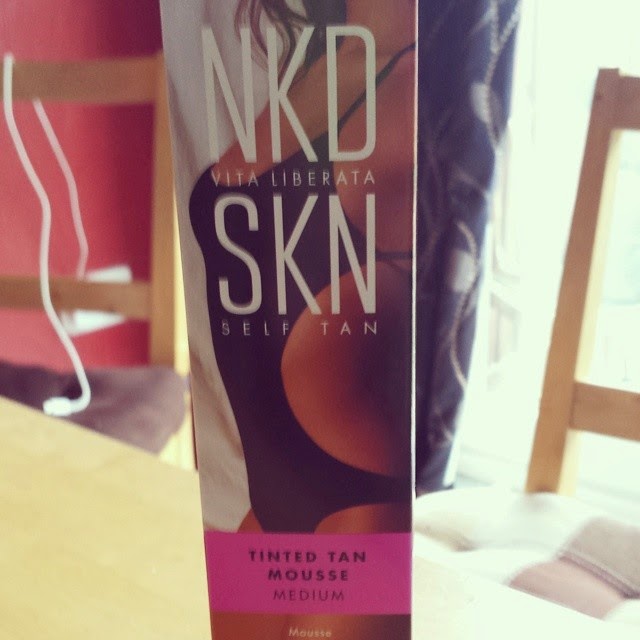 NKD
VITA LIBERATA
SKN
SELF TAN
TINTED TAN
MOUSSE
MEDIUM
Mousse